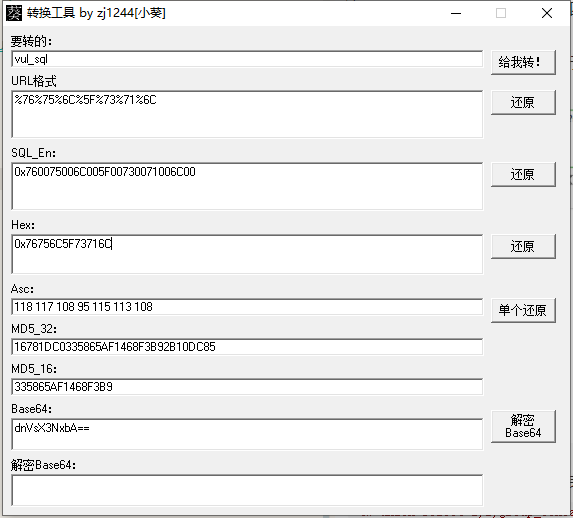 葵 转换工具 by zj1244[小葵]
要转的：
vul_sql
给我转！
URL格式
%76%75%6C%5F%73%71%6C
还原
SQL_En：
0x760075006C005F00730071006C00
还原
Hex：
0x76756C5F73716C
还原
Asc：
118 117 108 95 115 113 108
单个还原
MD5_32：
16781DC0335865AF1468F3B92B10DC85
MD5_16：
335865AF1468F3B9
Base64：
dnVsX3NxbA==
解密
Base64
解密Base64：